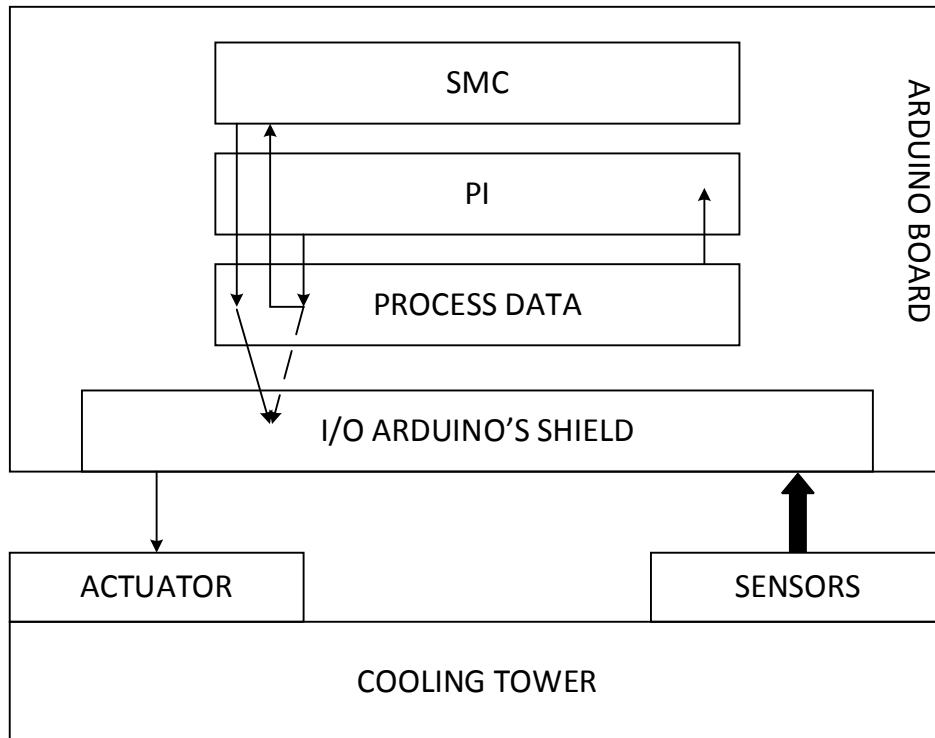 SMC
PI
PROCESS DATA
ARDUINO BOARD
I/O ARDUINO’S SHIELD
ACTUATOR
SENSORS
COOLING TOWER